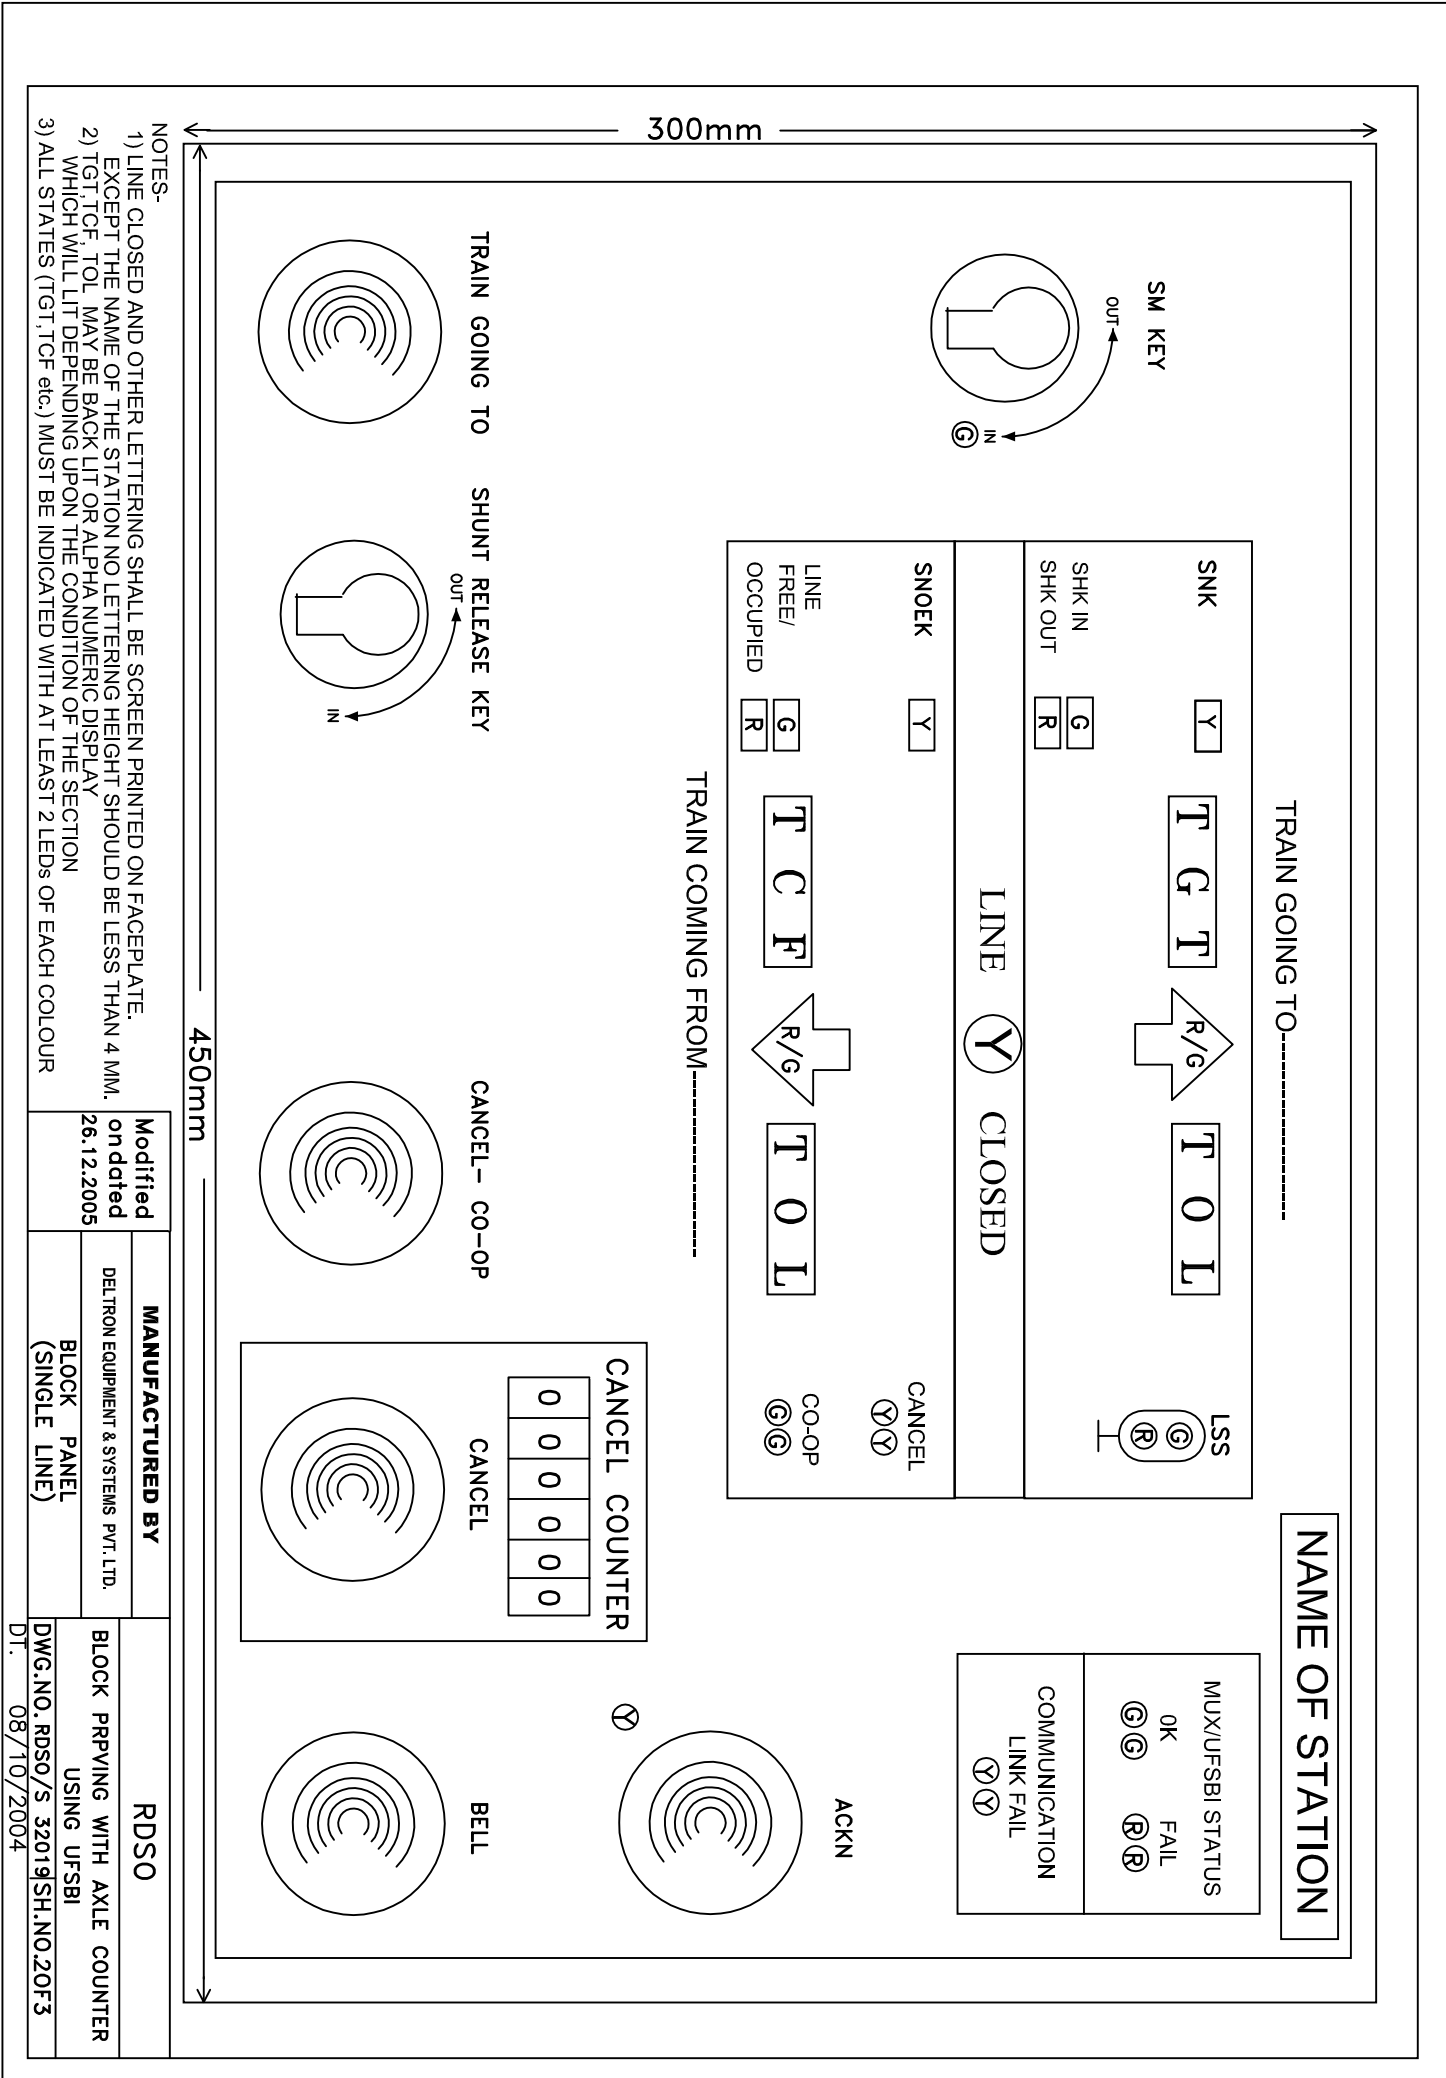 NAME OF STATION
TRAIN GOING TO------------------
SM KEY
OUT
IN
G
SNK
Y
SHK IN
G
SHK OUT
R
T G T
R/G
T O L
LSS
G
R
LINE Y CLOSED
SNOEK
Y
LINE
FREE/
OCCUPIED
G
R
T C F
R/G
T O L
CANCEL
Y Y
CO-OP
G G
TRAIN COMING FROM------------------
MUX/UFSBI STATUS
OK FAIL
G G R R
COMMUNICATION
LINK FAIL
Y Y
ACKN
Y
TRAIN GOING TO
SHUNT RELEASE KEY
OUT
IN
CANCEL- CO-OP
CANCEL COUNTER
0 0 0 0 0 0
CANCEL
BELL
300mm
450mm
NOTES-
1) LINE CLOSED AND OTHER LETTERING SHALL BE SCREEN PRINTED ON FACEPLATE.
EXCEPT THE NAME OF THE STATION NO LETTERING HEIGHT SHOULD BE LESS THAN 4 MM.
2) TGT,TCF, TOL MAY BE BACK LIT OR ALPHA NUMERIC DISPLAY
WHICH WILL LIT DEPENDING UPON THE CONDITION OF THE SECTION
3) ALL STATES (TGT,TCF etc.) MUST BE INDICATED WITH AT LEAST 2 LEDs OF EACH COLOUR
Modified
on dated
26.12.2005
MANUFACTURED BY
DELTRON EQUIPMENT & SYSTEMS PVT. LTD.
BLOCK PANEL
(SINGLE LINE)
RDSO
BLOCK PRPVING WITH AXLE COUNTER
USING UFSBI
DWG.NO. RDSO/S 32019 SH.NO.2OF3
DT. 08/10/2004